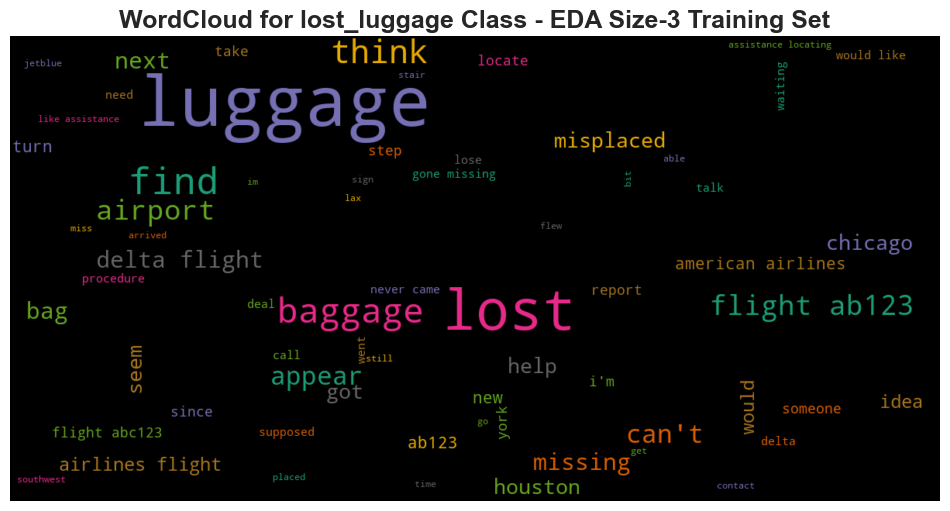 WordCloud for lost_luggage Class - EDA Size-3 Training Set
think
assistance locating
take
would like
next
locate
jetblue
stair
luggage
waiting
need
like assistance
misplaced
turn
step
lose
able
gone missing
find
im
sign
bit
talk
lax
airport
miss
arrived
flew
chicago
delta flight
american airlines
procedure
never came
report
bag
deal
baggage
lost
flight ab123
seem
call
went
still
help
appear
i'm
got
new
would
idea
since
york
someone
go
flight abc123
supposed
ab123
can't
delta
get
airlines flight
missing
southwest
placed
time
houston
contact